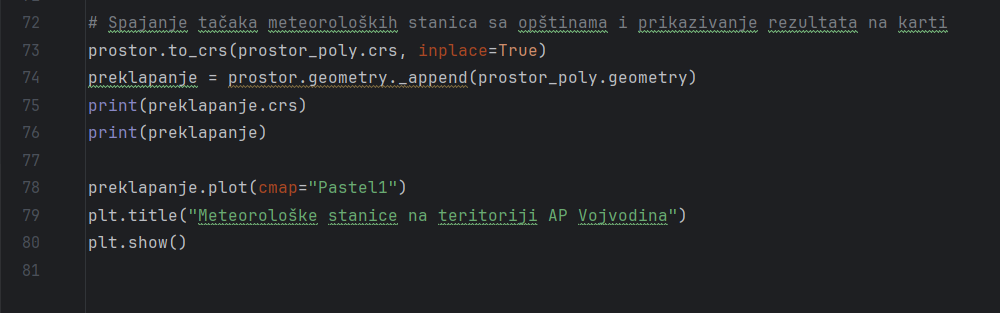 72 # Spajanje tačaka meteoroloških stanica sa opštinama i prikazivanje rezultata na karti
73 prostor.to_crs(prostor_poly.crs, inplace=True)
74 preklapanje = prostor.geometry._append(prostor_poly.geometry)
75 print(preklapanje.crs)
76 print(preklapanje)
77
78 preklapanje.plot(cmap="Pastel1")
79 plt.title("Meteorološke stanice na teritoriji AP Vojvodina")
80 plt.show()
81